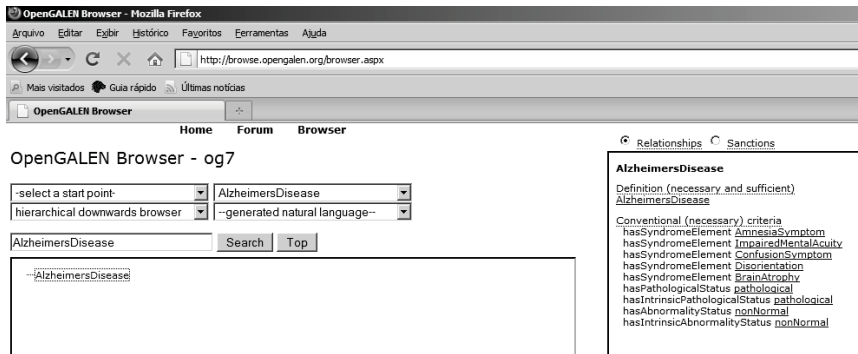 OpenGALEN Browser - Mozilla Firefox
Arquivo Editar Exibir Histórico Favoritos Ferramentas Ajuda
http://browse.opengalen.org/browser.aspx
Mais visitados Guia rápido Últimas notícias
OpenGALEN Browser
Home Forum Browser
OpenGALEN Browser - og7
-select a start point- AlzheimersDisease
hierarchical downwards browser --generated natural language--
AlzheimersDisease Search Top
AlzheimersDisease
Relationships Sanctions
AlzheimersDisease
Definition (necessary and sufficient)
AlzheimersDisease
Conventional (necessary) criteria
hasSyndromeElement AmnesiaSymptom
hasSyndromeElement ImpairedMentalAcuity
hasSyndromeElement ConfusionSymptom
hasSyndromeElement Disorientation
hasSyndromeElement BrainAtrophy
hasPathologicalStatus pathological
hasIntrinsicPathologicalStatus pathological
hasAbnormalityStatus nonNormal
hasIntrinsicAbnormalityStatus nonNormal